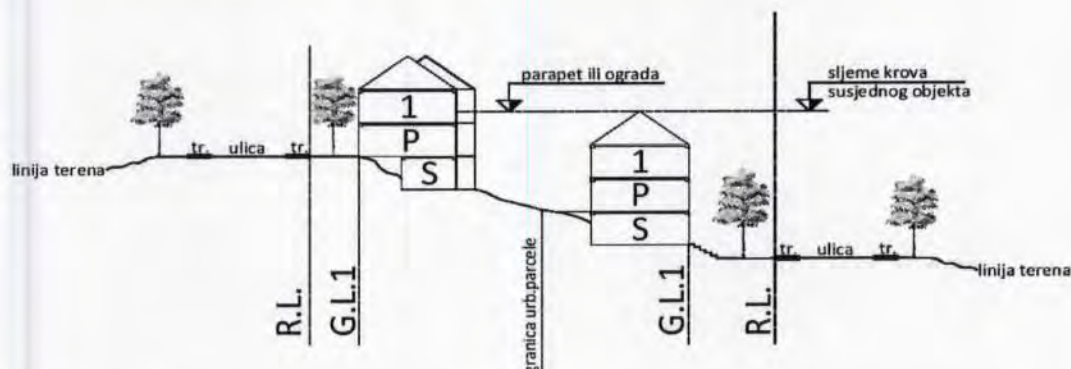 parapet ili ograda
sljeme krova
susjednog objekta
1
P
S
1
P
S
tr. ulica tr.
linija terena
tr. ulica tr.
linija terena
R.L.
G.L.1
granica urb.parcele
G.L.1
R.L.